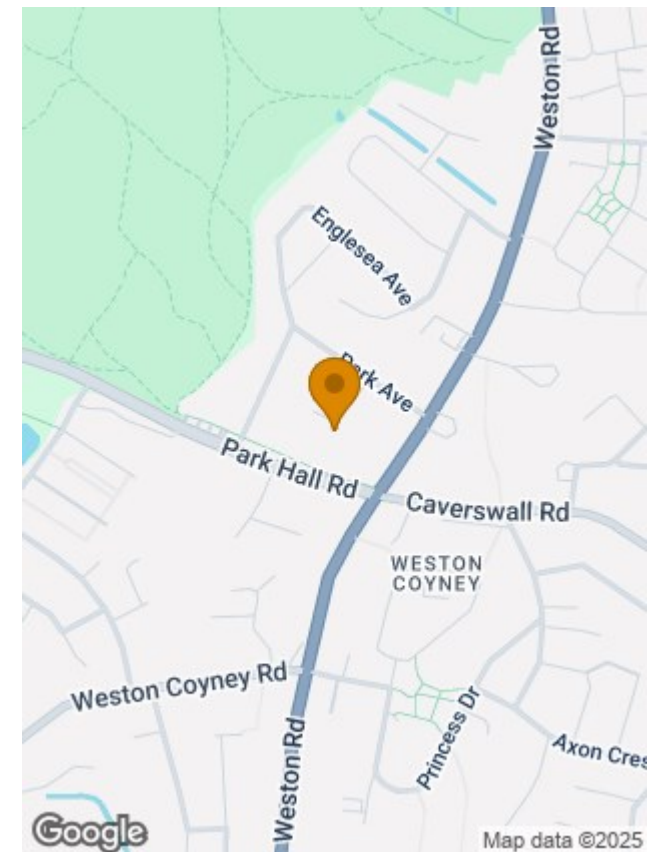 Weston Rd
Englesea Ave
Park Ave
Park Hall Rd
Caverswall Rd
WESTON
COYNEY
Weston Coyney Rd
Princess Dr
Axon Cres
Weston Rd
Google
Map data ©2025